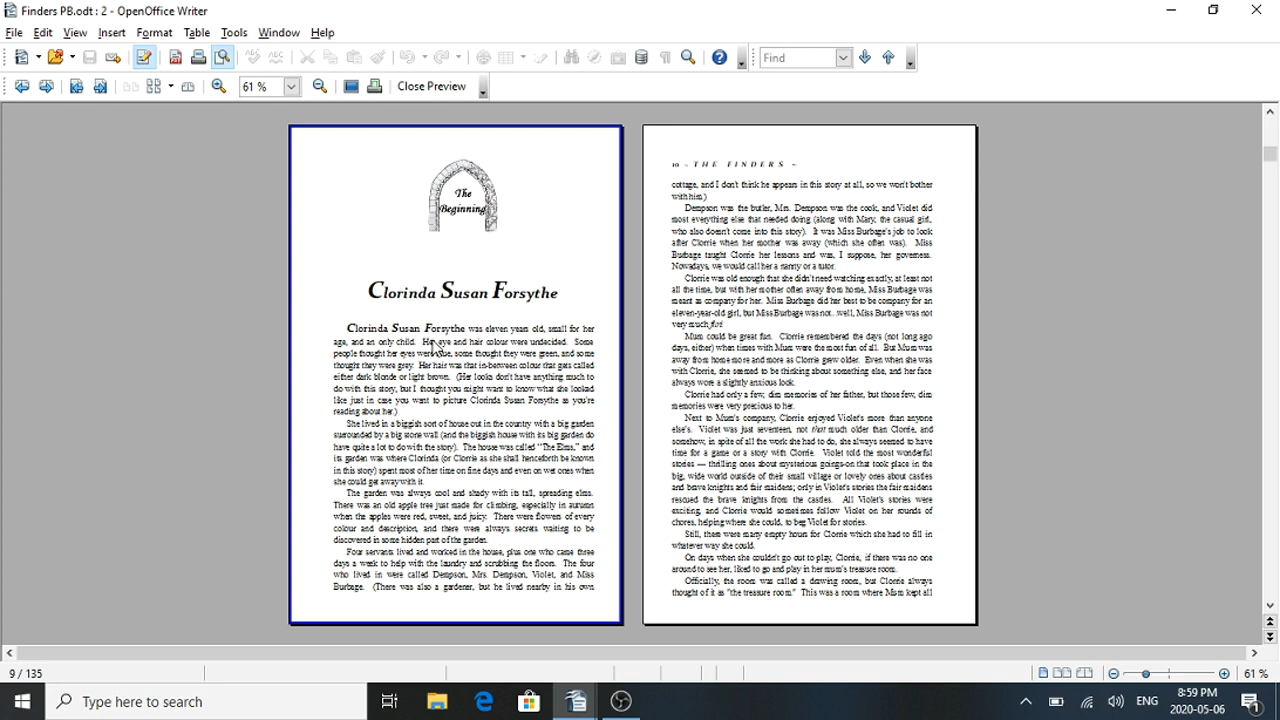 Finders PB.odt : 2 - OpenOffice Writer
File Edit View Insert Format Table Tools Window Help
Find
61 % Close Preview
The
Beginning
Clorinda Susan Forsythe
Clorinda Susan Forsythe was eleven years old, small for her
age, and an only child. Her eye and hair colour were undecided. Some
people thought her eyes were blue, some thought they were green, and some
thought they were grey. Her hair was that in-between colour that gets called
either dark blonde or light brown. (Her looks don't have anything much to
do with this story, but I thought you might want to know what she looked
like just in case you want to picture Clorinda Susan Forsythe as you're
reading about her.)
She lived in a biggish sort of house out in the country with a big garden
surrounded by a big stone wall (and the biggish house with its big garden do
have quite a lot to do with the story). The house was called "The Elms," and
its garden was where Clorinda (or Clorrie as she shall henceforth be known
in this story) spent most of her time on fine days and even on wet ones when
she could get away with it.
The garden was always cool and shady with its tall, spreading elms.
There was an old apple tree just made for climbing, especially in autumn
when the apples were red, sweet, and juicy. There were flowers of every
colour and description, and there were always secrets waiting to be
discovered in some hidden part of the garden.
Four servants lived and worked in the house, plus one who came three
days a week to help with the laundry and scrubbing the floors. The four
who lived in were called Dempson, Mrs. Dempson, Violet, and Miss
Burbage. (There was also a gardener, but he lived nearby in his own
10 ~ THE FINDERS ~
cottage, and I don't think he appears in this story at all, so we won't bother
with him.)
Dempson was the butler, Mrs. Dempson was the cook, and Violet did
most everything else that needed doing (along with Mary, the casual girl,
who also doesn't come into this story). It was Miss Burbage's job to look
after Clorrie when her mother was away (which she often was). Miss
Burbage taught Clorrie her lessons and was, I suppose, her governess.
Nowadays, we would call her a nanny or a tutor.
Clorrie was old enough that she didn't need watching exactly, at least not
all the time, but with her mother often away from home, Miss Burbage was
meant as company for her. Miss Burbage did her best to be company for an
eleven-year-old girl, but Miss Burbage was not...well, Miss Burbage was not
very much fun!
Mum could be great fun. Clorrie remembered the days (not long ago
days, either) when times with Mum were the most fun of all. But Mum was
away from home more and more as Clorrie grew older. Even when she was
with Clorrie, she seemed to be thinking about something else, and her face
always wore a slightly anxious look.
Clorrie had only a few, dim memories of her father, but those few, dim
memories were very precious to her.
Next to Mum's company, Clorrie enjoyed Violet's more than anyone
else's. Violet was just seventeen, not that much older than Clorrie, and
somehow, in spite of all the work she had to do, she always seemed to have
time for a game or a story with Clorrie. Violet told the most wonderful
stories — thrilling ones about mysterious goings-on that took place in the
big, wide world outside of their small village or lovely ones about castles
and brave knights and fair maidens; only in Violet's stories the fair maidens
rescued the brave knights from the castles. All Violet's stories were
exciting, and Clorrie would sometimes follow Violet on her rounds of
chores, helping where she could, to beg Violet for stories.
Still, there were many empty hours for Clorrie which she had to fill in
whatever way she could.
On days when she couldn't go out to play, Clorrie, if there was no one
around to see her, liked to go and play in her mum's treasure room.
Officially, the room was called a drawing room, but Clorrie always
thought of it as "the treasure room." This was a room where Mum kept all
9 / 135 61 %
Type here to search
ENG
8:59 PM
2020-05-06
1